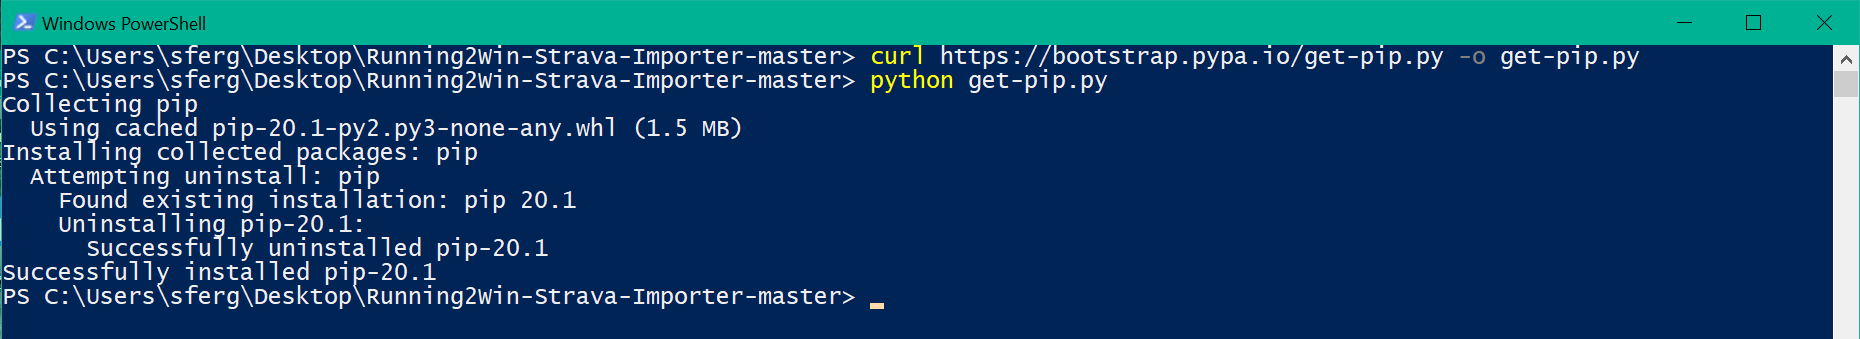 Windows PowerShell
PS C:\Users\sferg\Desktop\Running2Win-Strava-Importer-master> curl https://bootstrap.pypa.io/get-pip.py -o get-pip.py
PS C:\Users\sferg\Desktop\Running2Win-Strava-Importer-master> python get-pip.py
Collecting pip
  Using cached pip-20.1-py2.py3-none-any.whl (1.5 MB)
Installing collected packages: pip
  Attempting uninstall: pip
    Found existing installation: pip 20.1
    Uninstalling pip-20.1:
      Successfully uninstalled pip-20.1
Successfully installed pip-20.1
PS C:\Users\sferg\Desktop\Running2Win-Strava-Importer-master>